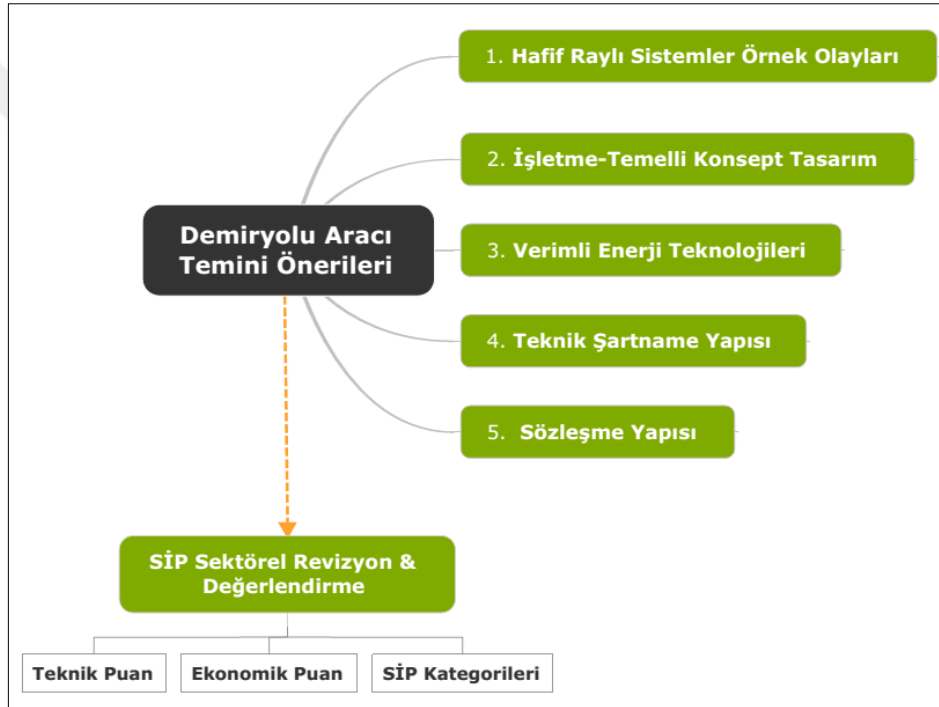 1. Hafif Raylı Sistemler Örnek Olayları
2. İşletme-Temelli Konsept Tasarım
Demiryolu Aracı
Temini Önerileri
3. Verimli Enerji Teknolojileri
4. Teknik Şartname Yapısı
5. Sözleşme Yapısı
SİP Sektörel Revizyon &
Değerlendirme
Teknik Puan
Ekonomik Puan
SİP Kategorileri